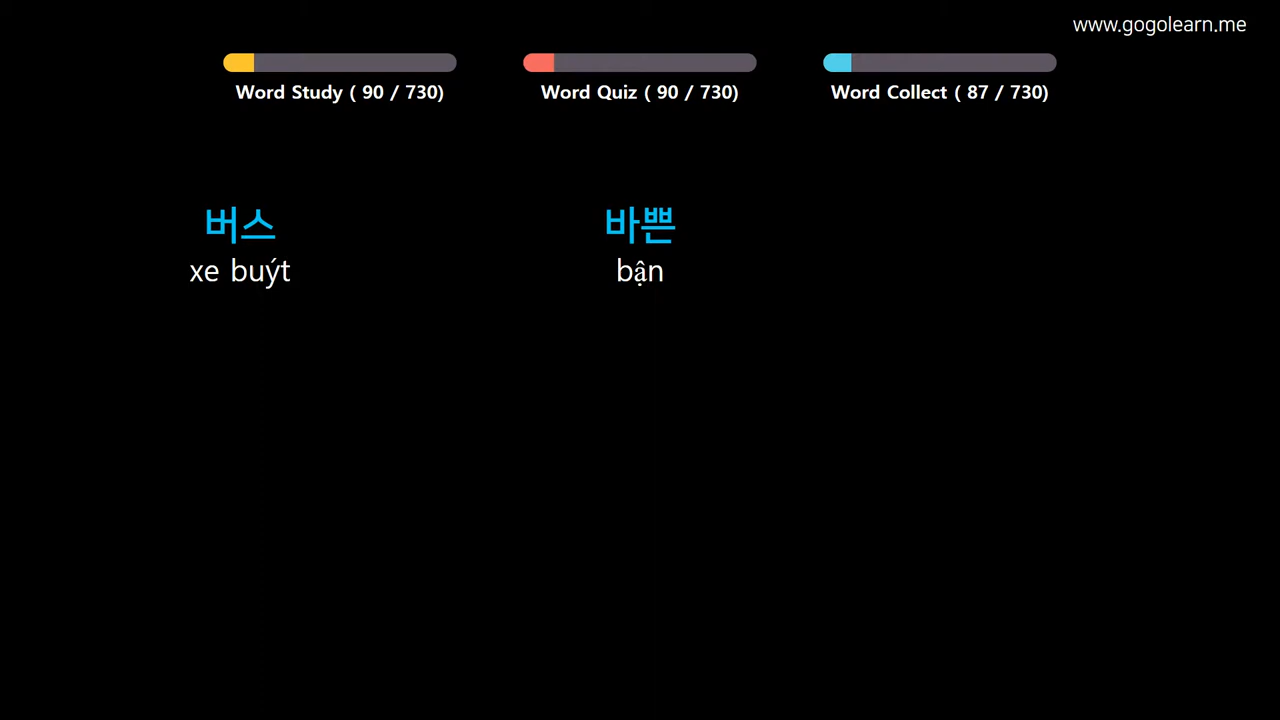 www.gogolearn.me
Word Study ( 90 / 730)
Word Quiz ( 90 / 730)
Word Collect ( 87 / 730)
버스
xe buýt
바쁜
bận